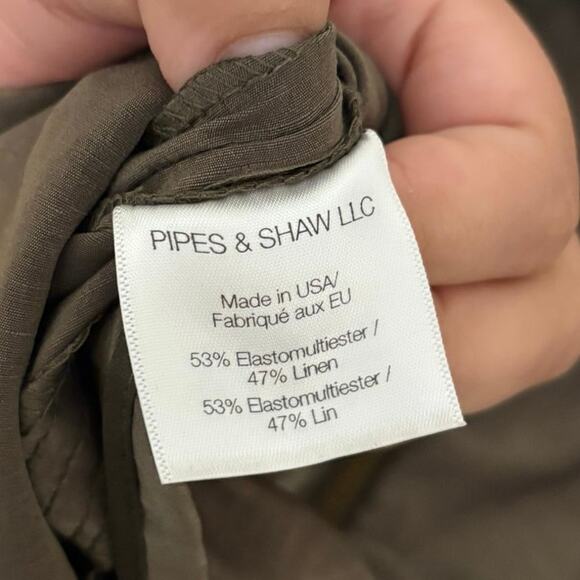 PIPES & SHAW LLC
Made in USA/
Fabriqué aux EU
53% Elastomultiester /
47% Linen
53% Elastomultiester /
47% Lin